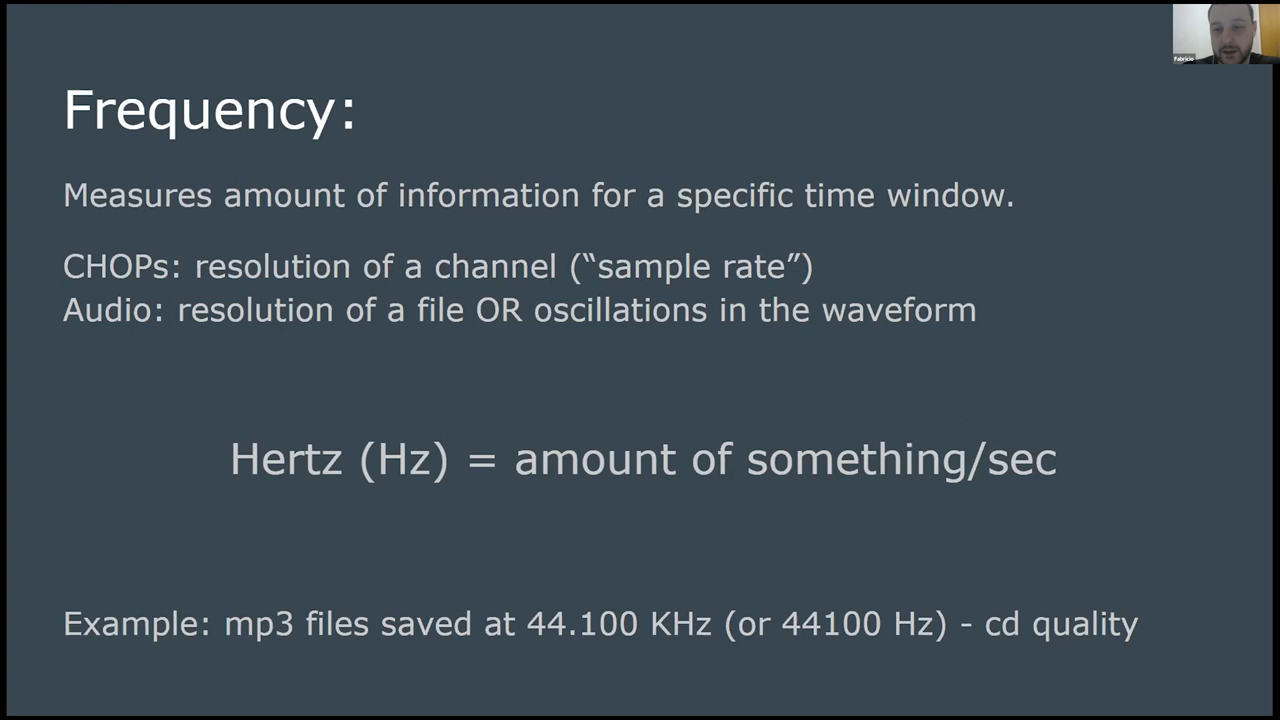 Fabricio
Frequency:
Measures amount of information for a specific time window.
CHOPs: resolution of a channel (“sample rate”)
Audio: resolution of a file OR oscillations in the waveform
Hertz (Hz) = amount of something/sec
Example: mp3 files saved at 44.100 KHz (or 44100 Hz) - cd quality